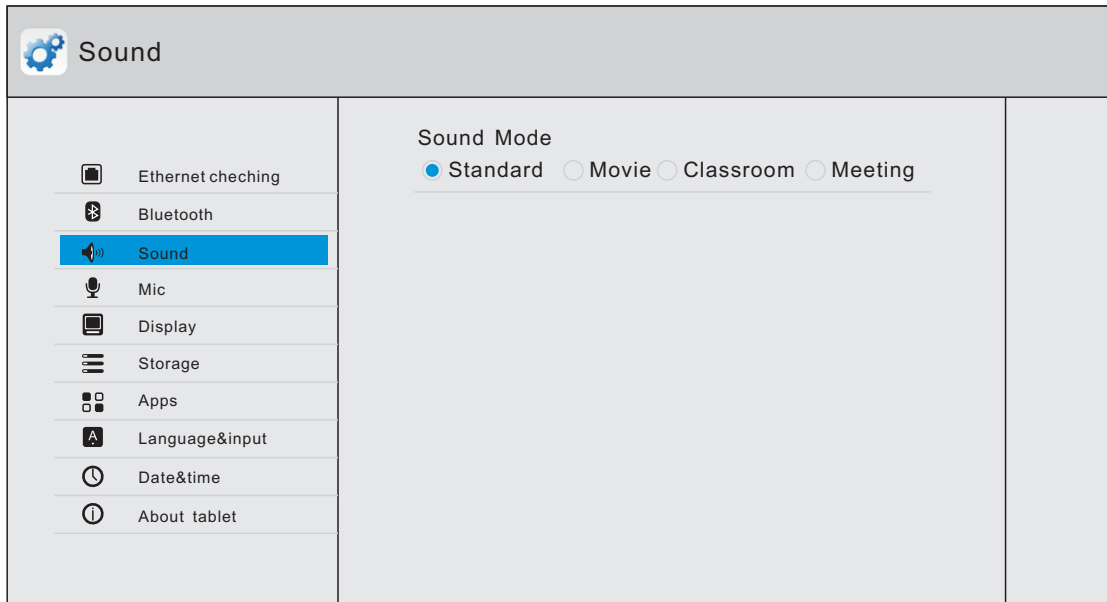 Sound
Ethernet cheching
Bluetooth
Sound
Mic
Display
Storage
Apps
Language&input
Date&time
About tablet
Sound Mode
Standard Movie Classroom Meeting